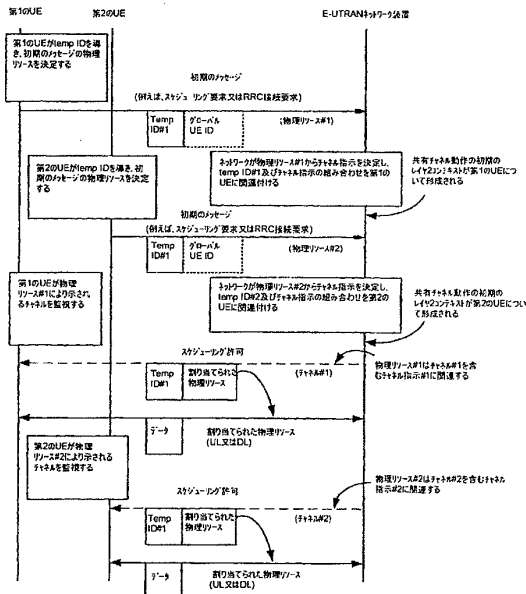 第1のUE
第2のUE
E-UTRANネットワーク装置
第1のUEがtemp IDを導
き、初期のメッセージの物理
リソースを決定する
初期のメッセージ
(例えば、スケジューリング要求又はRRC接続要求)
Temp
ID#1
グローバル
UE ID
(物理リソース#1)
第2のUEがtemp IDを導き、初
期のメッセージの物理リソースを決定
する
ネットワークが物理リソース#1からチャネル指示を決定し、
temp ID#1及びチャネル指示の組み合わせを第1の
UEに関連付ける
共有チャネル動作の初期の
レイヤ2コンテキストが第1のUEに
ついて形成される
初期のメッセージ
(例えば、スケジューリング要求又はRRC接続要求)
Temp
ID#1
グローバル
UE ID
(物理リソース#2)
第1のUEが物理
リソース#1により示され
るチャネルを監視する
ネットワークが物理リソース#2からチャネル指示を決定し、
temp ID#2及びチャネル指示の組み合わせを第2の
UEに関連付ける
共有チャネル動作の初期の
レイヤ2コンテキストが第2のUEについ
て形成される
スケジューリング許可
Temp
ID#1
割り当てられた
物理リソース
(チャネル#1)
物理リソース#1はチャネル#1を含
むチャネル指示#1に関連する
データ
割り当てられた物理リソース
(UL又はDL)
第2のUEが物理
リソース#2により示される
チャネルを監視する
スケジューリング許可
物理リソース#2はチャネル#2を含むチャネル
指示#2に関連する
Temp
ID#1
割り当てられた
物理リソース
(チャネル#2)
データ
割り当てられた物理リソース
(UL又はDL)